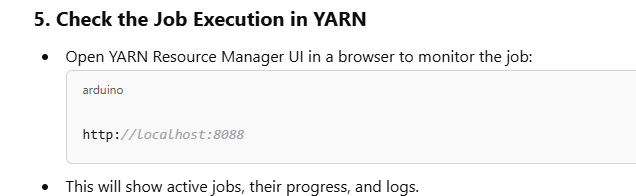 5. Check the Job Execution in YARN
• Open YARN Resource Manager UI in a browser to monitor the job:
arduino
http://localhost:8088
• This will show active jobs, their progress, and logs.